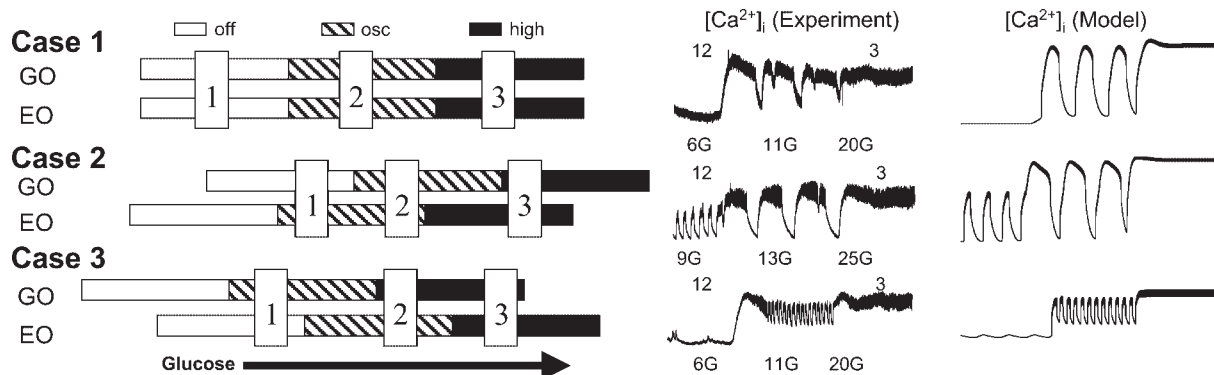 off osc high [Ca2+]i (Experiment) [Ca2+]i (Model)
Case 1
GO 1 2 3
EO
12 3
6G 11G 20G
Case 2
GO 1 2 3
EO
12 3
9G 13G 25G
Case 3
GO 1 2 3
EO
12 3
6G 11G 20G
Glucose